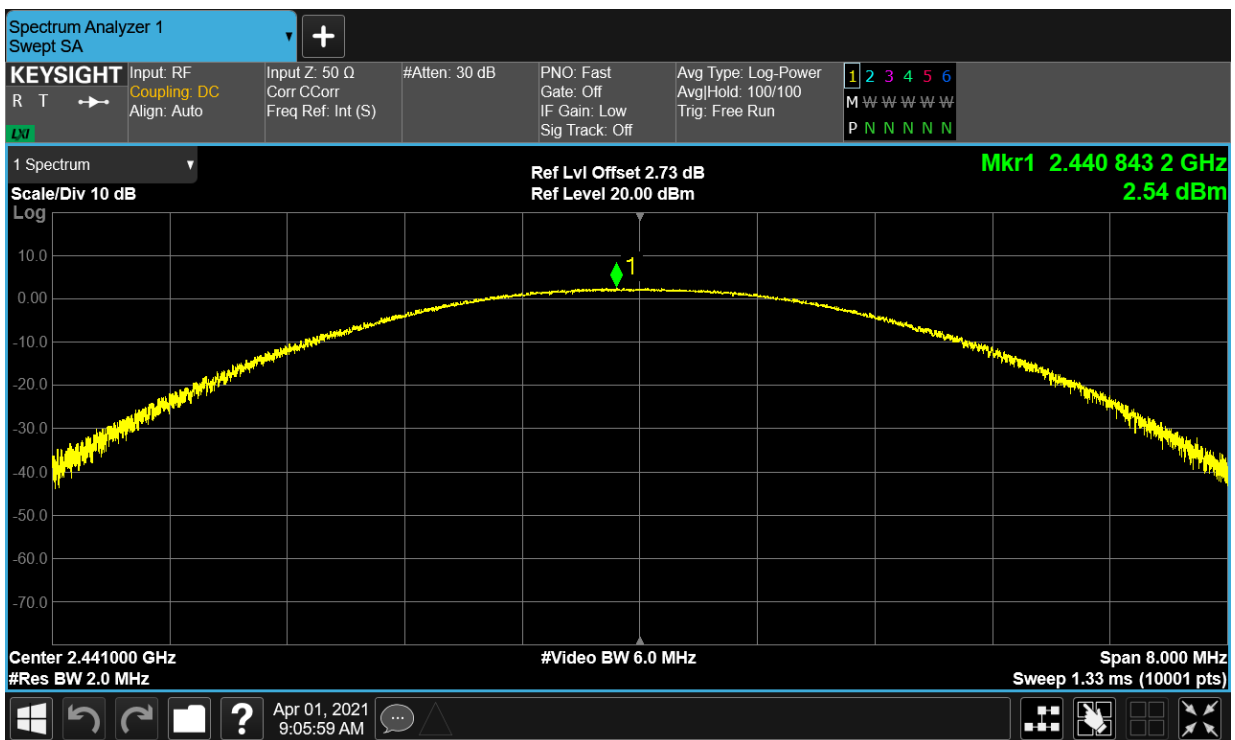 Spectrum Analyzer 1
Swept SA
KEYSIGHT
R T
LXI
Input: RF
Coupling: DC
Align: Auto
Input Z: 50 Ω
Corr CCorr
Freq Ref: Int (S)
#Atten: 30 dB
PNO: Fast
Gate: Off
IF Gain: Low
Sig Track: Off
Avg Type: Log-Power
Avg|Hold: 100/100
Trig: Free Run
1 2 3 4 5 6
M W W W W W
P N N N N N
1 Spectrum
Scale/Div 10 dB
Ref Lvl Offset 2.73 dB
Ref Level 20.00 dBm
Mkr1 2.440 843 2 GHz
2.54 dBm
Log
10.0
0.00
-10.0
-20.0
-30.0
-40.0
-50.0
-60.0
-70.0
1
Center 2.441000 GHz
#Res BW 2.0 MHz
#Video BW 6.0 MHz
Span 8.000 MHz
Sweep 1.33 ms (10001 pts)
Apr 01, 2021
9:05:59 AM